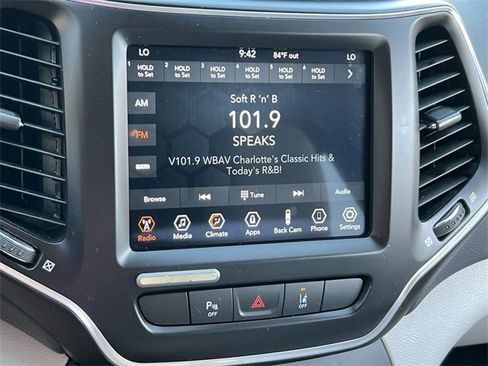 LO 9:42 84°F out LO
1 HOLD to Set 2 HOLD to Set 3 HOLD to Set 4 HOLD to Set 5 HOLD to Set 6 HOLD to Set
Soft R 'n' B
AM
101.9
FM
SPEAKS
V101.9 WBAV Charlotte's Classic Hits &
Today's R&B!
Browse Tune Audio
Radio Media Climate Apps Back Cam Phone Settings
P OFF OFF